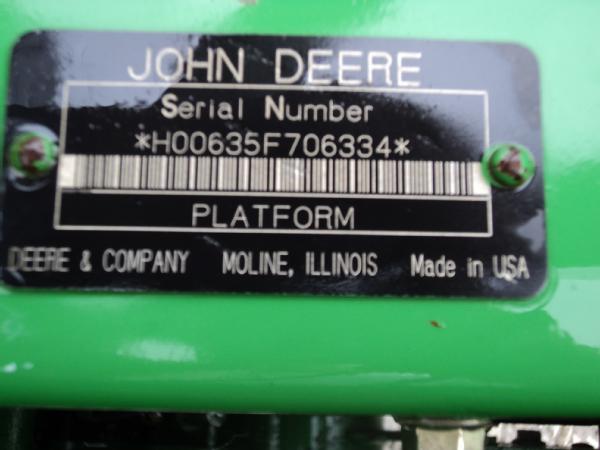 JOHN DEERE
Serial Number
*H00635F706334*
PLATFORM
DEERE & COMPANY MOLINE, ILLINOIS Made in USA